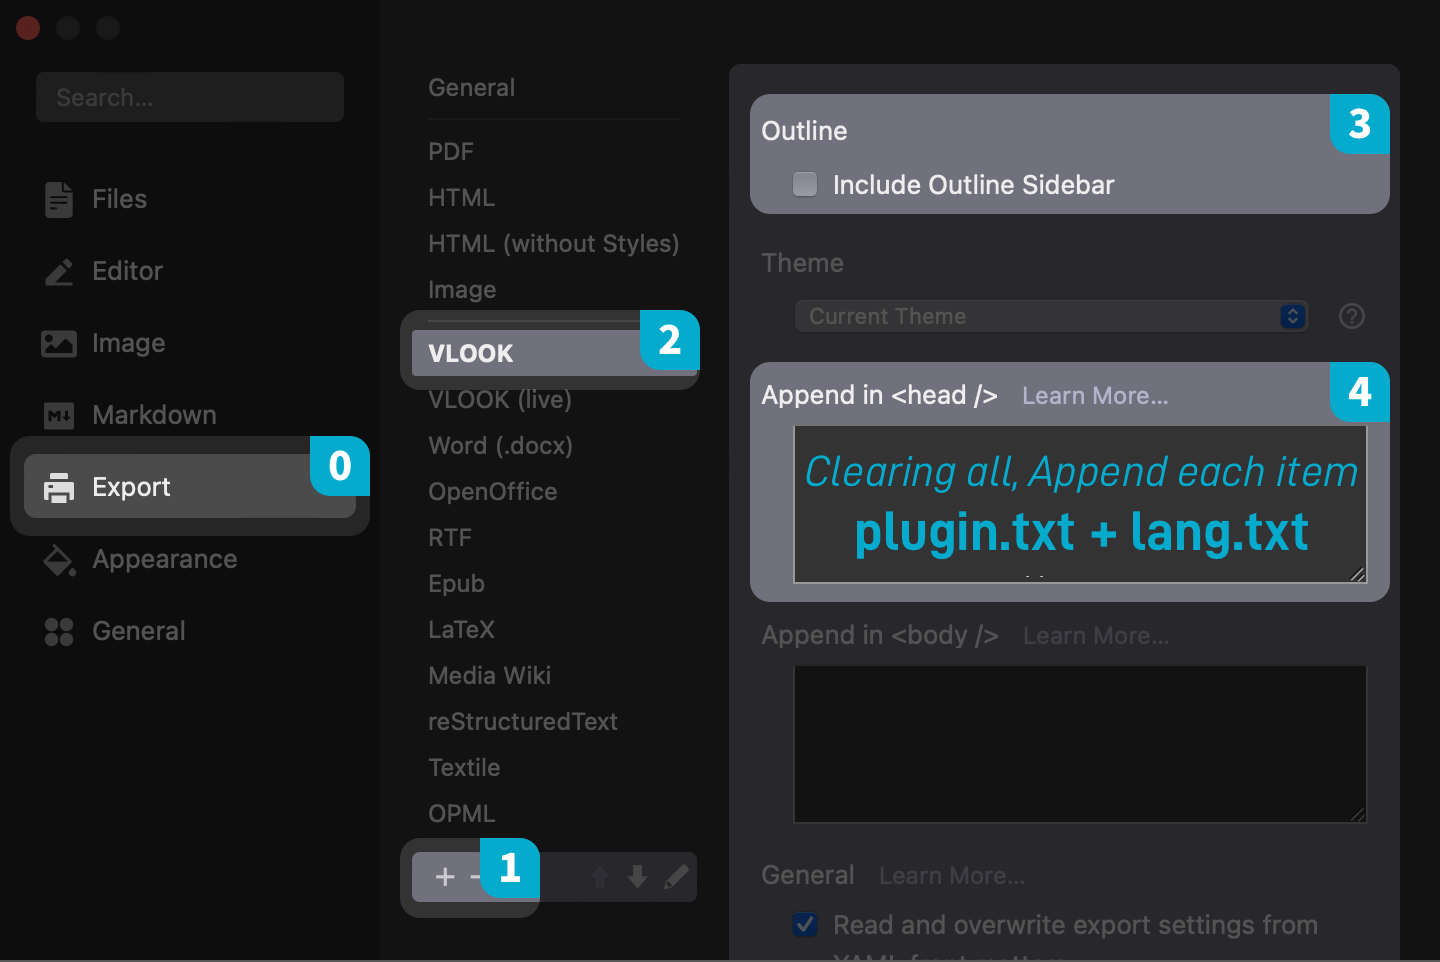 Search...
Files
Editor
Image
Markdown
Export
0
Appearance
General
General
PDF
HTML
HTML (without Styles)
Image
VLOOK
2
VLOOK (live)
Word (.docx)
OpenOffice
RTF
Epub
LaTeX
Media Wiki
reStructuredText
Textile
OPML
+ −
1
Outline
3
Include Outline Sidebar
Theme
Current Theme
Append in <head /> Learn More...
4
Clearing all, Append each item
plugin.txt + lang.txt
Append in <body /> Learn More...
General Learn More...
Read and overwrite export settings from